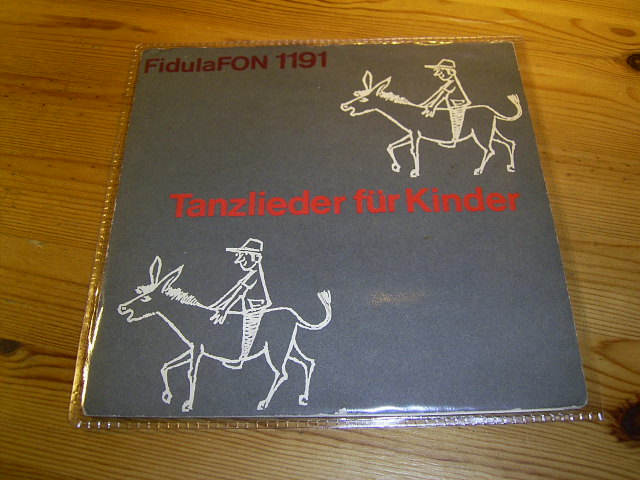 FidulaFON 1191
Tanzlieder für Kinder